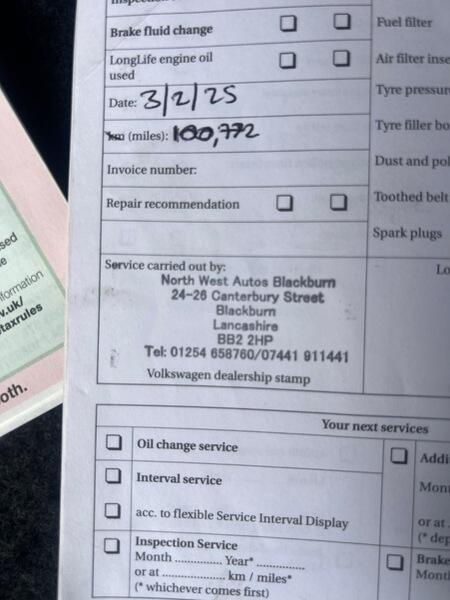 Brake fluid change
Fuel filter
LongLife engine oil
used
Air filter inse
Date: 3/2/25
Tyre pressur
km (miles): 100,772
Tyre filler bo
Invoice number:
Dust and pol
Repair recommendation
Toothed belt
Spark plugs
Service carried out by:
Lo
North West Autos Blackburn
24-26 Canterbury Street
Blackburn
Lancashire
BB2 2HP
Tel: 01254 658760/07441 911441
Volkswagen dealership stamp
sed
e
nformation
v.uk/
taxrules
oth.
Your next services
Oil change service
Addi
Interval service
Mon
acc. to flexible Service Interval Display
or at
(* dep
Inspection Service
Month .............. Year* ..............
or at .................... km / miles*
(* whichever comes first)
Brake
Mont